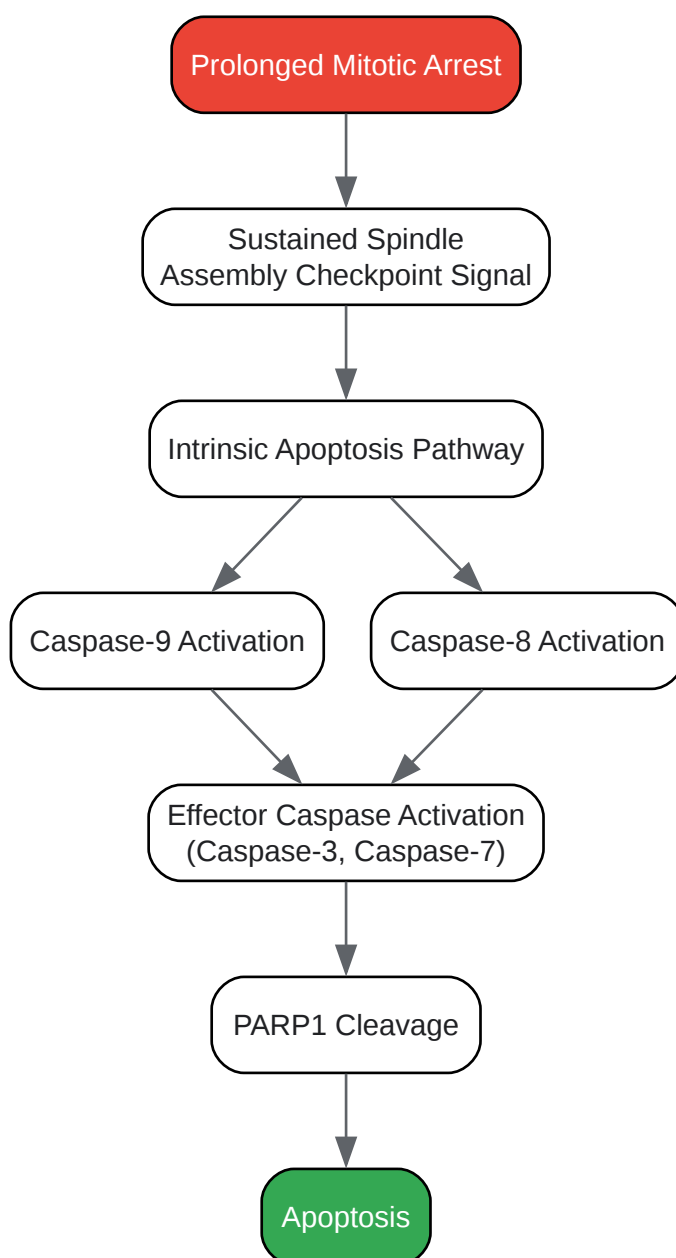 Prolonged Mitotic Arrest
Sustained Spindle
Assembly Checkpoint Signal
Intrinsic Apoptosis Pathway
Caspase-9 Activation
Caspase-8 Activation
Effector Caspase Activation
(Caspase-3, Caspase-7)
PARP1 Cleavage
Apoptosis